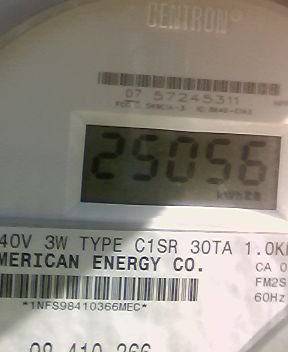 CENTRON®
07 57245311
25056
kWh
40V 3W TYPE C1SR 30TA 1.0K
MERICAN ENERGY CO.
CA 0
FM2S
60Hz
*1NFS98410366MEC*
98 410 366